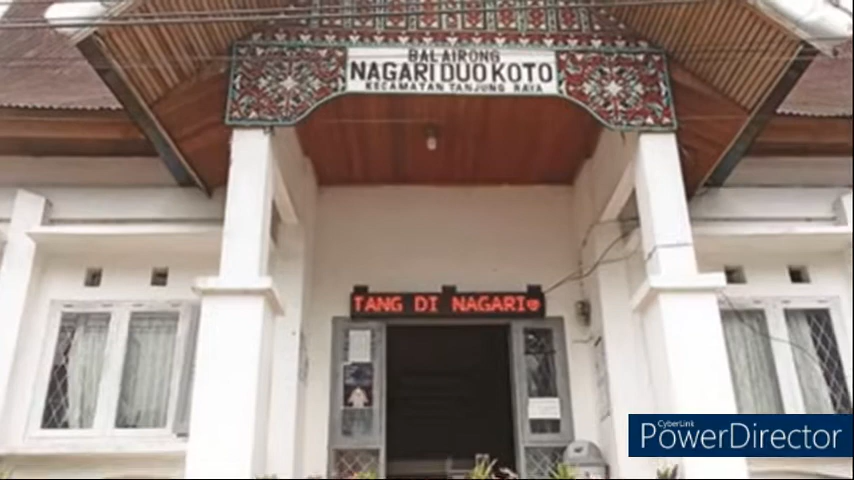 BALAIRONG
NAGARI DUO KOTO
KECAMATAN TANJUNG RAYA
TANG DI NAGARI
CyberLink
PowerDirector